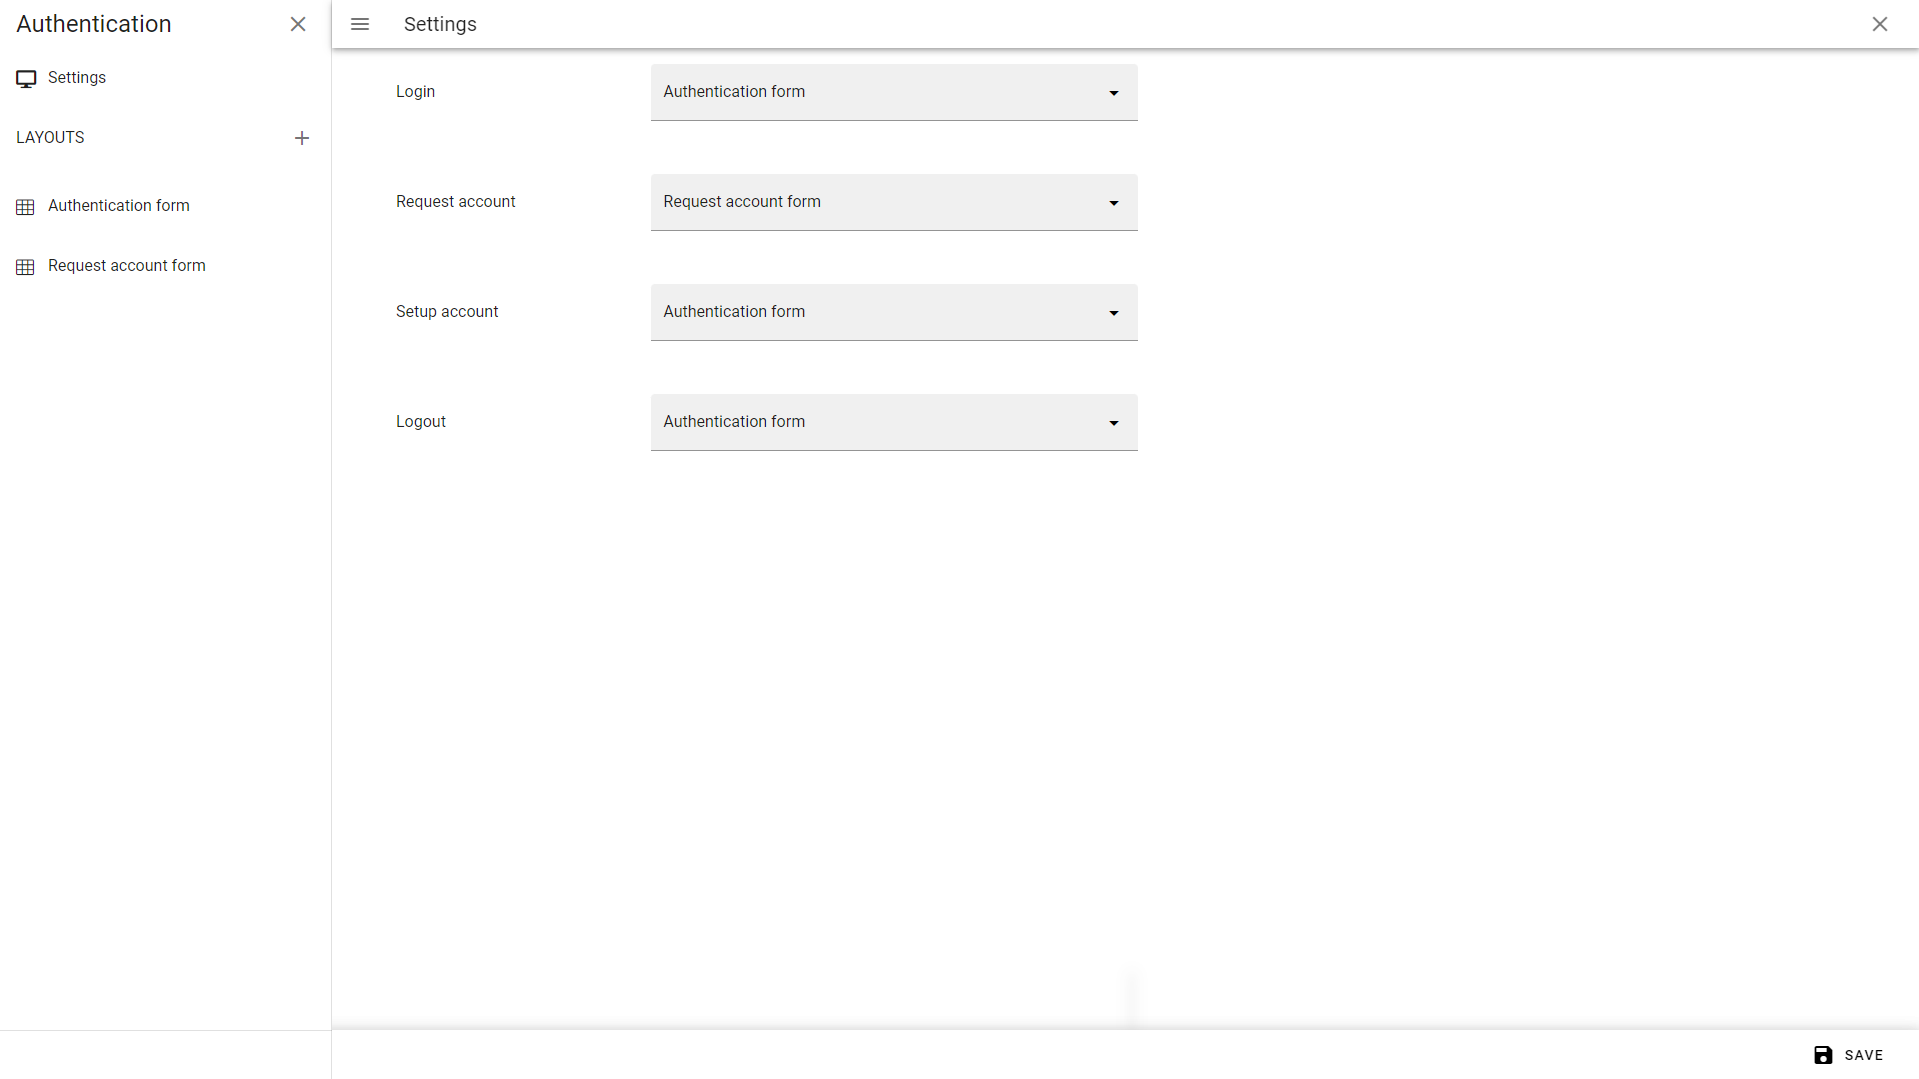 Authentication
Settings
LAYOUTS
Authentication form
Request account form
Settings
Login
Authentication form
Request account
Request account form
Setup account
Authentication form
Logout
Authentication form
SAVE